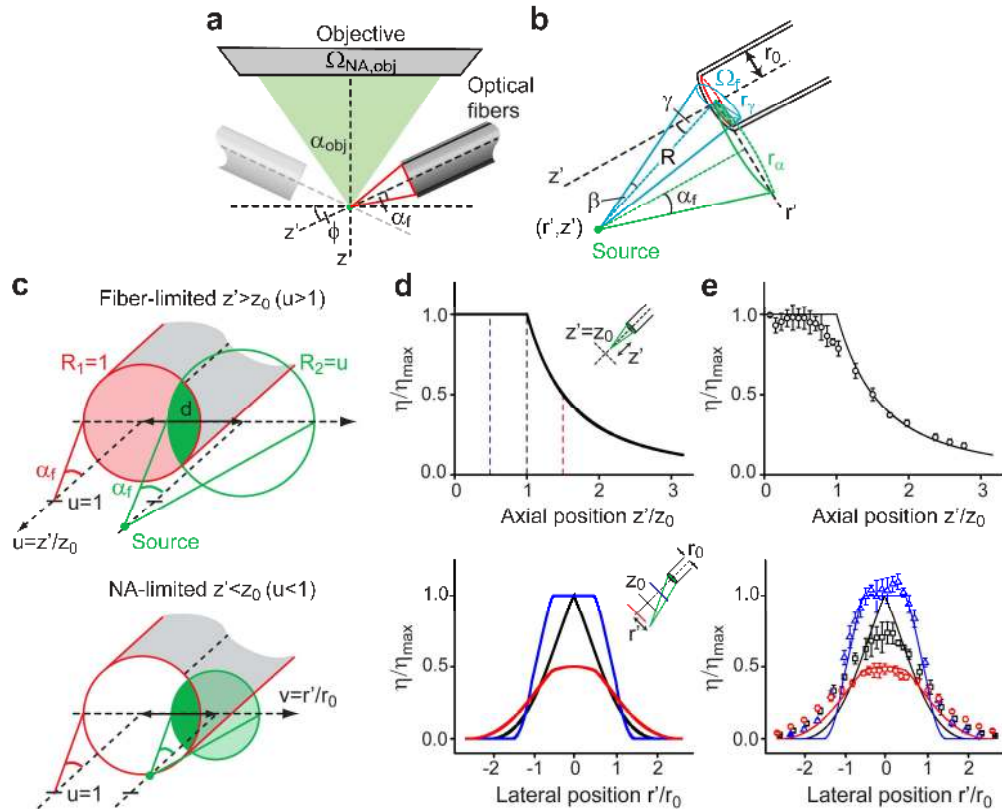 a
Objective
Ω_NA,obj
Optical
fibers
α_obj
α_f
z'
ϕ
z
b
r_0
Ω_f
γ
r_γ
R
r_α
z'
β
α_f
r'
(r',z')
Source
c
Fiber-limited z'>z_0 (u>1)
R_1=1
R_2=u
d
α_f
α_f
u=1
u=z'/z_0
Source
NA-limited z'<z_0 (u<1)
v=r'/r_0
u=1
d
η/η_max
1.0
0.5
0.0
z'=z_0
z'
0 1 2 3
Axial position z'/z_0
η/η_max
1.0
0.5
0.0
r_0
z_0
r'
-2 -1 0 1 2
Lateral position r'/r_0
e
η/η_max
1.0
0.5
0.0
0 1 2 3
Axial position z'/z_0
η/η_max
1.0
0.5
0.0
-2 -1 0 1 2
Lateral position r'/r_0